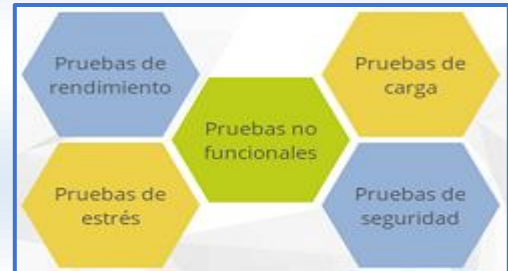 Pruebas de
rendimiento
Pruebas de
carga
Pruebas no
funcionales
Pruebas de
estrés
Pruebas de
seguridad